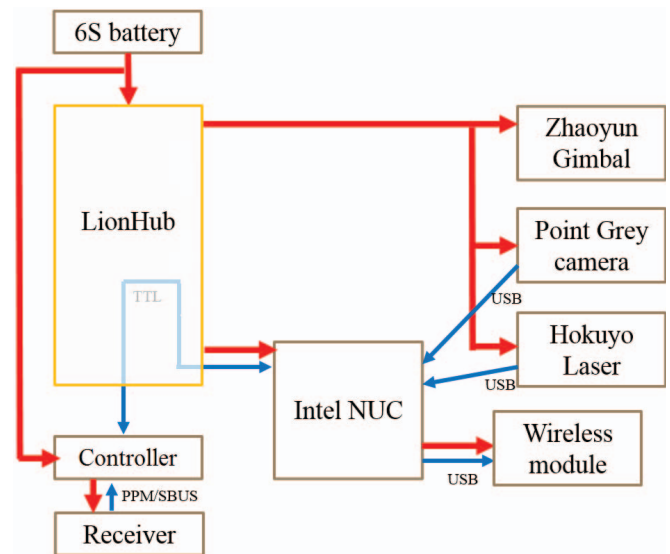 6S battery
Zhaoyun
Gimbal
LionHub
Point Grey
camera
USB
TTL
Hokuyo
Laser
USB
Intel NUC
Controller
Wireless
module
USB
PPM/SBUS
Receiver